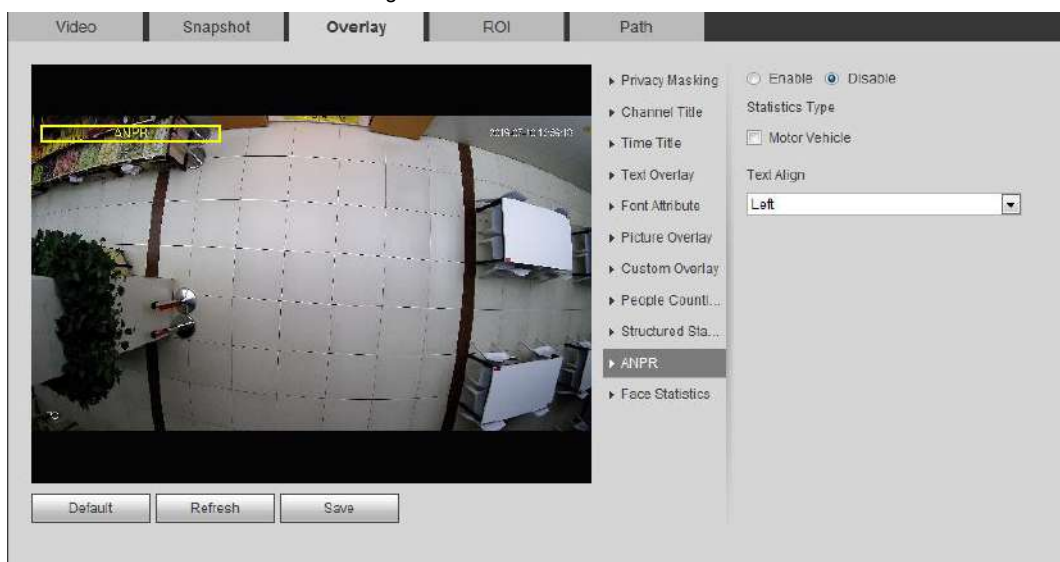 Video Snapshot Overlay ROI Path
ANPR
Privacy Masking
Channel Title
Time Title
Text Overlay
Font Attribute
Picture Overlay
Custom Overlay
People Counti...
Structured Sta...
ANPR
Face Statistics
Enable Disable
Statistics Type
Motor Vehicle
Text Align
Left
Default Refresh Save